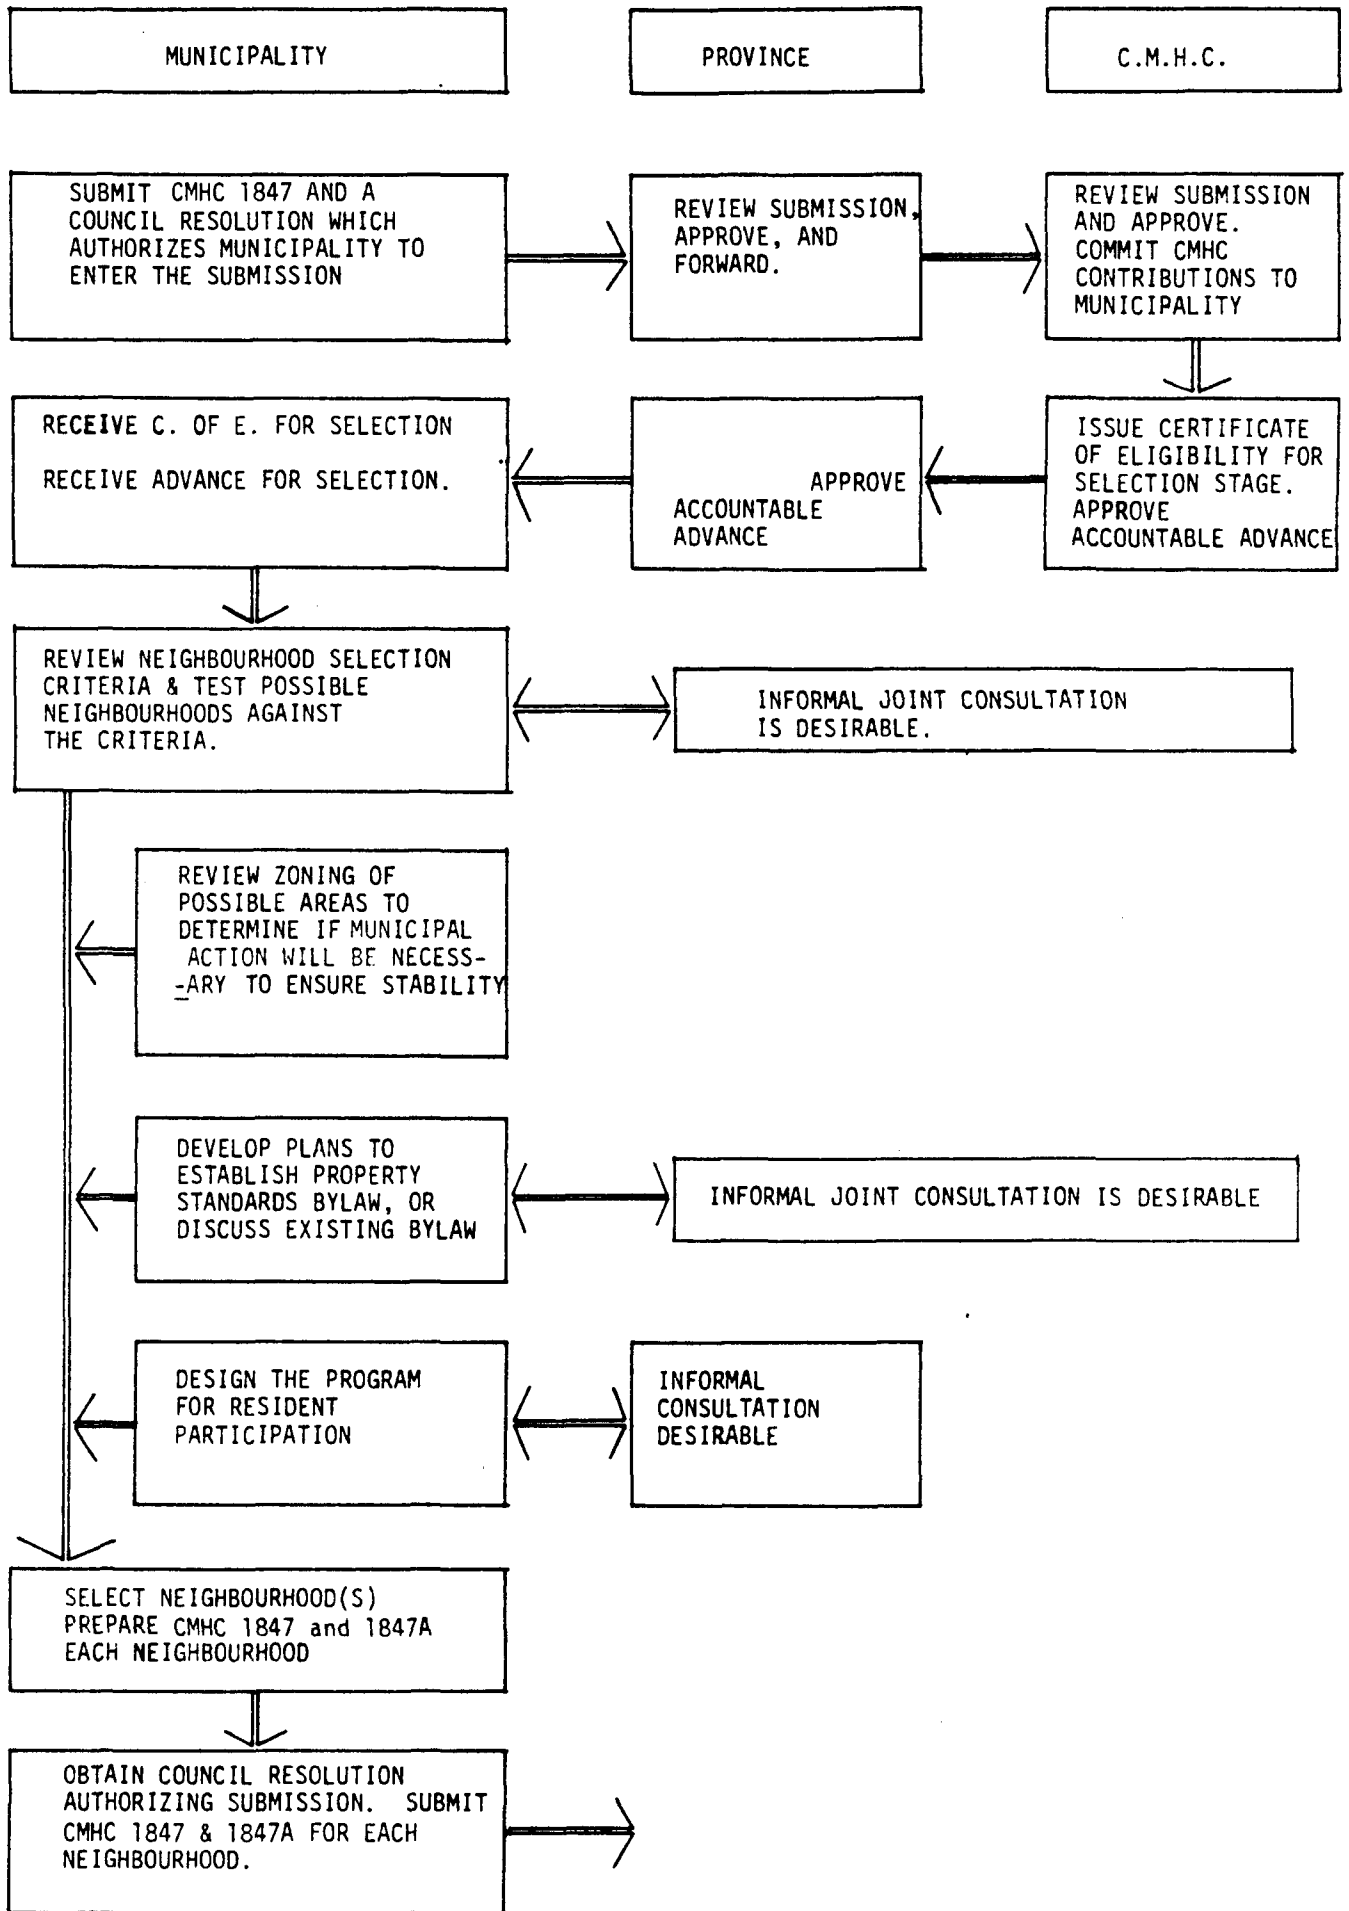 MUNICIPALITY
PROVINCE
C.M.H.C.
SUBMIT CMHC 1847 AND A
COUNCIL RESOLUTION WHICH
AUTHORIZES MUNICIPALITY TO
ENTER THE SUBMISSION
REVIEW SUBMISSION,
APPROVE, AND
FORWARD.
REVIEW SUBMISSION
AND APPROVE.
COMMIT CMHC
CONTRIBUTIONS TO
MUNICIPALITY
RECEIVE C. OF E. FOR SELECTION
RECEIVE ADVANCE FOR SELECTION.
APPROVE
ACCOUNTABLE
ADVANCE
ISSUE CERTIFICATE
OF ELIGIBILITY FOR
SELECTION STAGE.
APPROVE
ACCOUNTABLE ADVANCE
REVIEW NEIGHBOURHOOD SELECTION
CRITERIA & TEST POSSIBLE
NEIGHBOURHOODS AGAINST
THE CRITERIA.
INFORMAL JOINT CONSULTATION
IS DESIRABLE.
REVIEW ZONING OF
POSSIBLE AREAS TO
DETERMINE IF MUNICIPAL
ACTION WILL BE NECESS-
-ARY TO ENSURE STABILITY
DEVELOP PLANS TO
ESTABLISH PROPERTY
STANDARDS BYLAW, OR
DISCUSS EXISTING BYLAW
INFORMAL JOINT CONSULTATION IS DESIRABLE
DESIGN THE PROGRAM
FOR RESIDENT
PARTICIPATION
INFORMAL
CONSULTATION
DESIRABLE
SELECT NEIGHBOURHOOD(S)
PREPARE CMHC 1847 and 1847A
EACH NEIGHBOURHOOD
OBTAIN COUNCIL RESOLUTION
AUTHORIZING SUBMISSION. SUBMIT
CMHC 1847 & 1847A FOR EACH
NEIGHBOURHOOD.